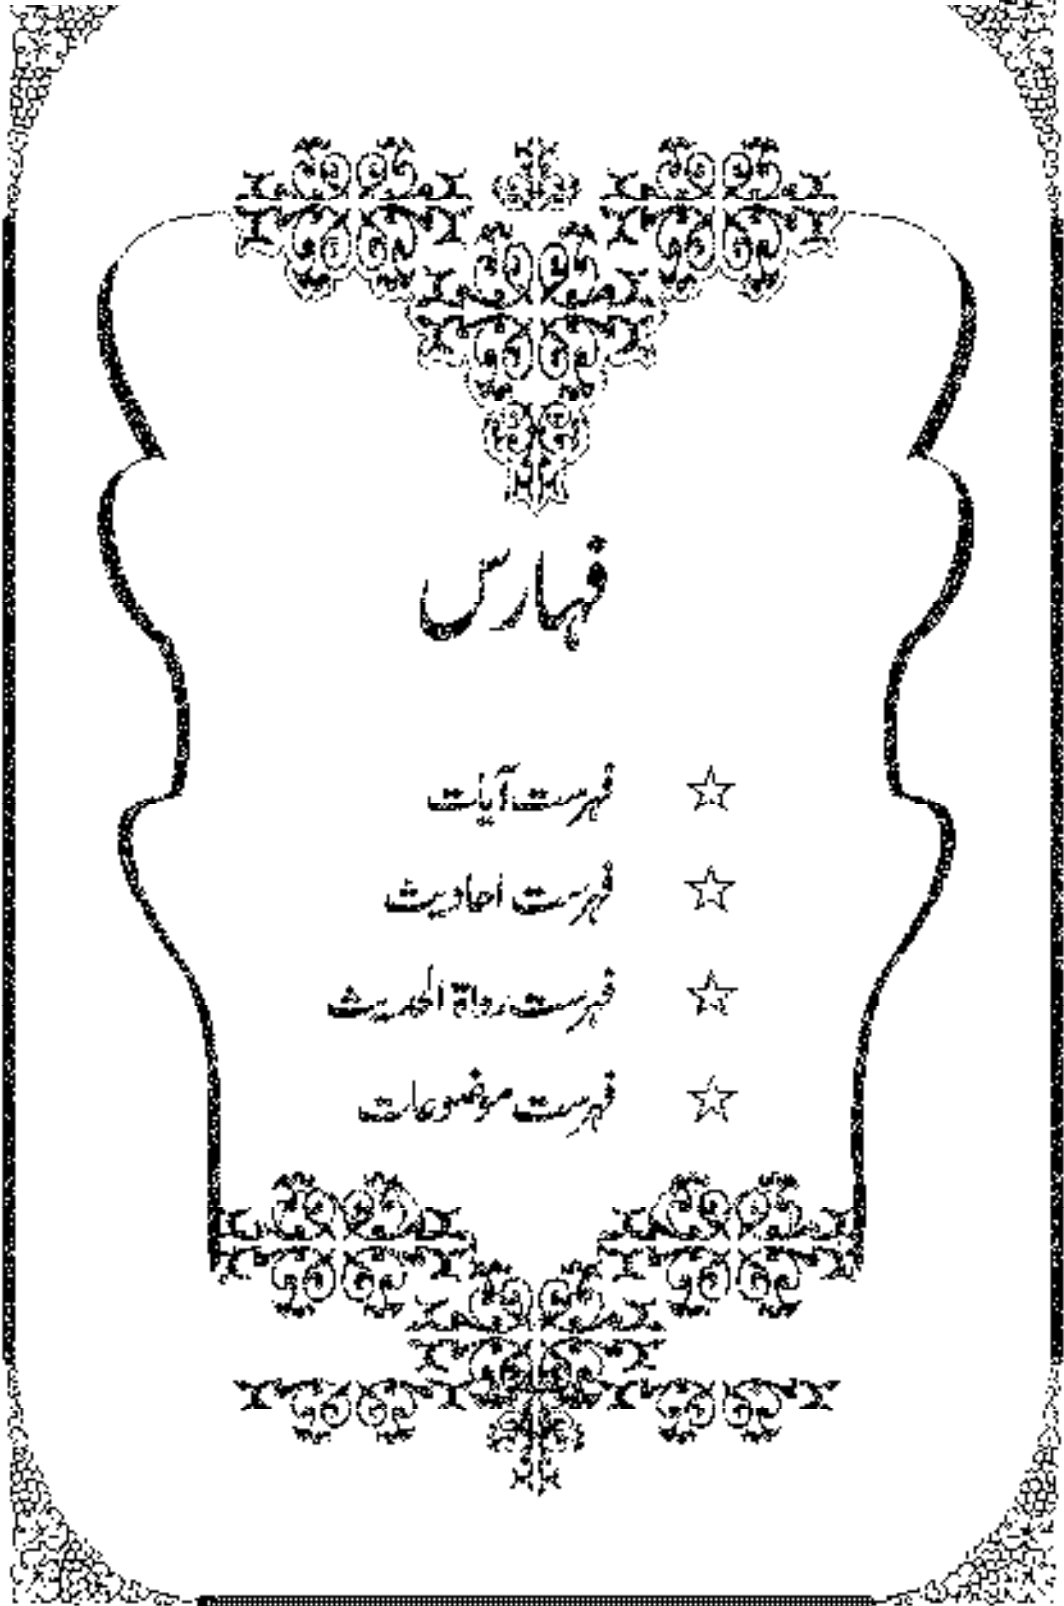 فہارس
☆ فہرست آیات
☆ فہرست احادیث
☆ فہرست رواۃ الحدیث
☆ فہرست موضوعات